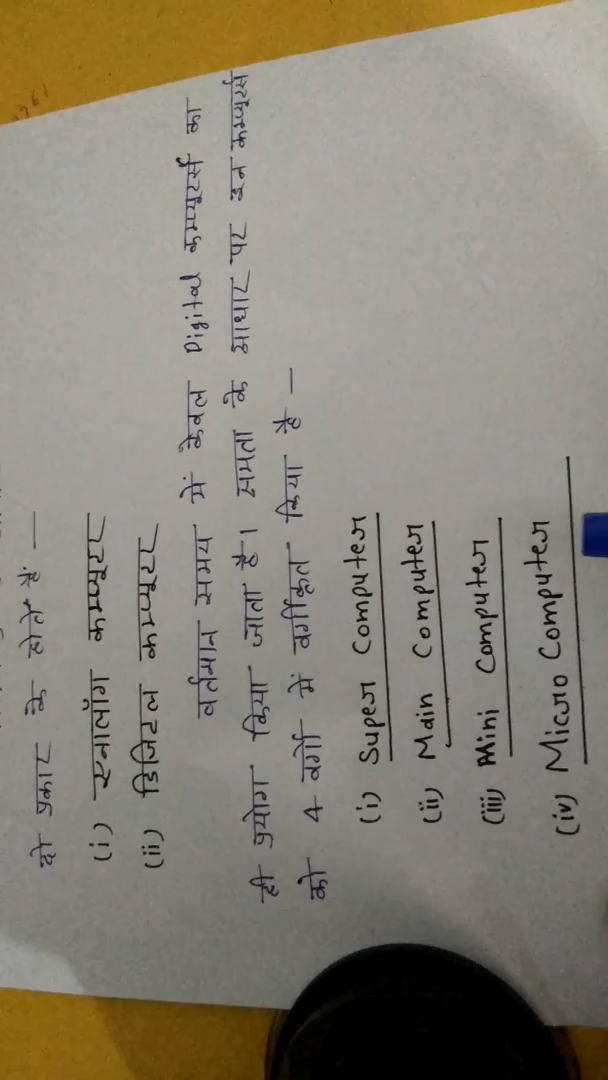 दो प्रकार के होते हैं —
(i) एनालॉग कम्प्यूटर
(ii) डिजिटल कम्प्यूटर
वर्तमान समय में केवल Digital कम्प्यूटर्स का
ही प्रयोग किया जाता है। क्षमता के आधार पर इन कम्प्यूटर्स
को 4 वर्गो में वर्गीकृत किया है —
(i) Super Computer
(ii) Main Computer
(iii) Mini Computer
(iv) Micro Computer